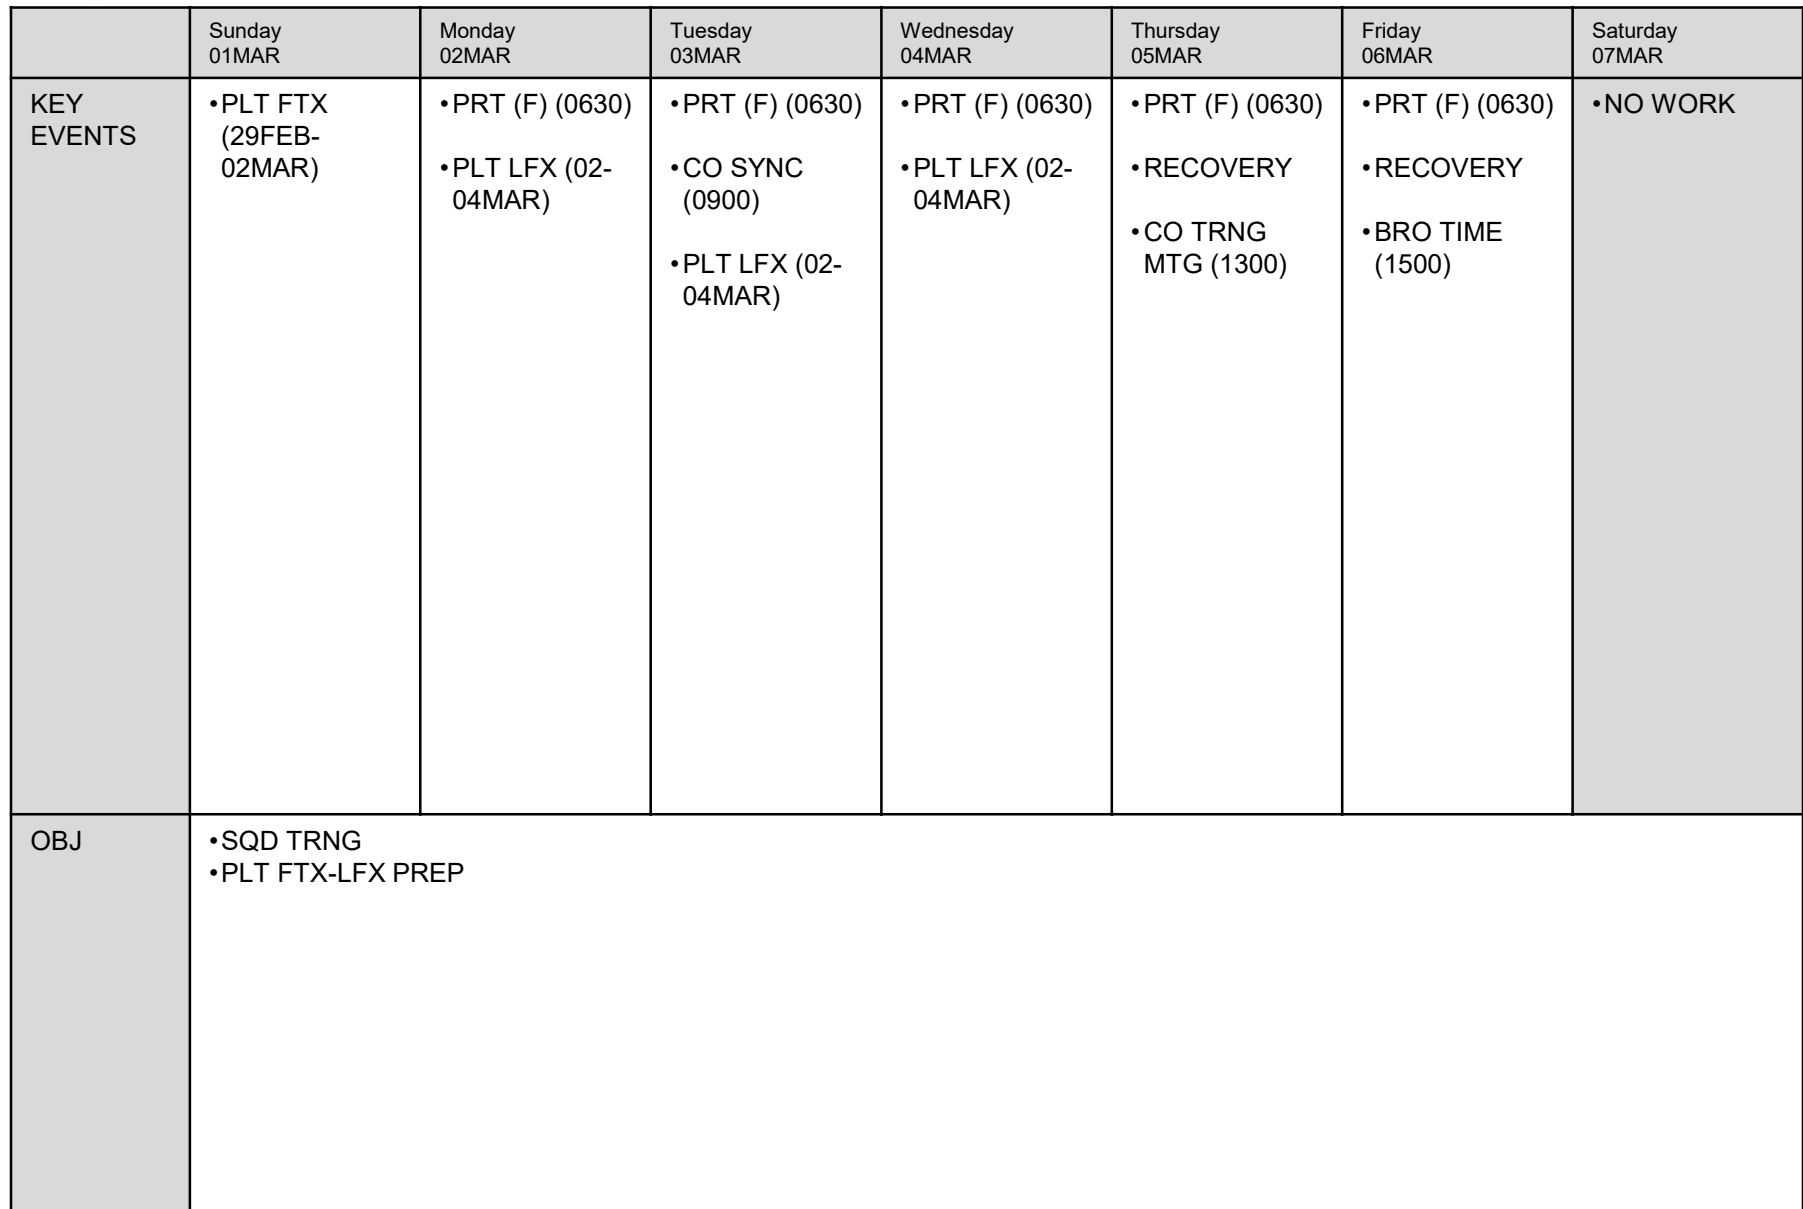 Sunday
01MAR
Monday
02MAR
Tuesday
03MAR
Wednesday
04MAR
Thursday
05MAR
Friday
06MAR
Saturday
07MAR
KEY
EVENTS
•PLT FTX
(29FEB-
02MAR)
•PRT (F) (0630)
•PLT LFX (02-
04MAR)
•PRT (F) (0630)
•CO SYNC
(0900)
•PLT LFX (02-
04MAR)
•PRT (F) (0630)
•PLT LFX (02-
04MAR)
•PRT (F) (0630)
•RECOVERY
•CO TRNG
MTG (1300)
•PRT (F) (0630)
•RECOVERY
•BRO TIME
(1500)
•NO WORK
OBJ
•SQD TRNG
•PLT FTX-LFX PREP